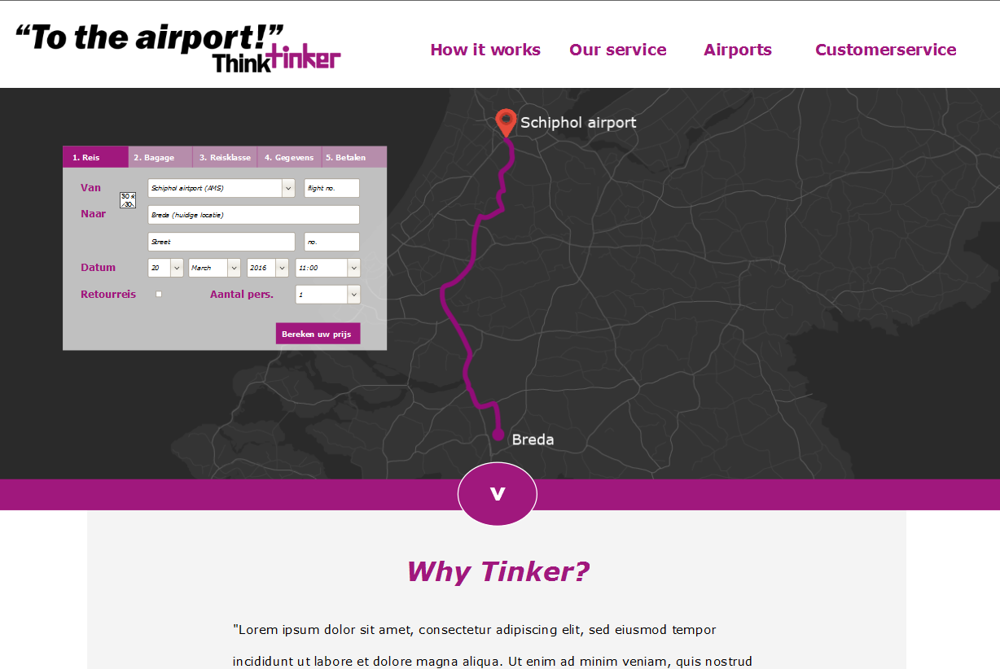 “To the airport!”
Thinktinker
How it works Our service Airports Customerservice
Schiphol airport
1. Reis 2. Bagage 3. Reisklasse 4. Gegevens 5. Betalen
Van Schiphol airtport (AMS) flight no.
Naar Breda (huidige locatie)
Street no.
Datum 20 March 2016 11:00
Retourreis Aantal pers. 1
Bereken uw prijs
Breda
v
Why Tinker?
"Lorem ipsum dolor sit amet, consectetur adipiscing elit, sed eiusmod tempor
incididunt ut labore et dolore magna aliqua. Ut enim ad minim veniam, quis nostrud